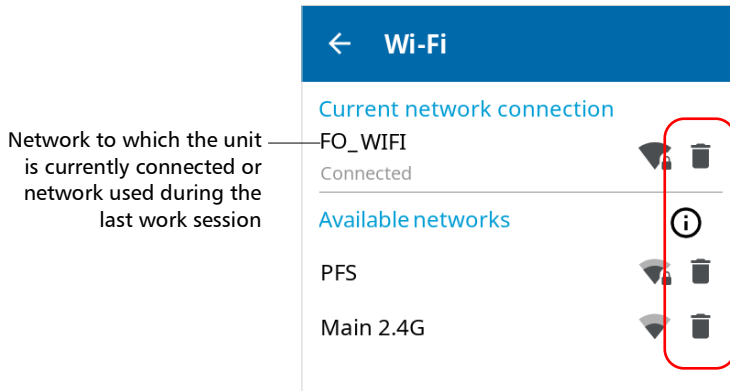 Wi-Fi
Current network connection
Network to which the unit
is currently connected or
network used during the
last work session
FO_WIFI
Connected
Available networks
PFS
Main 2.4G